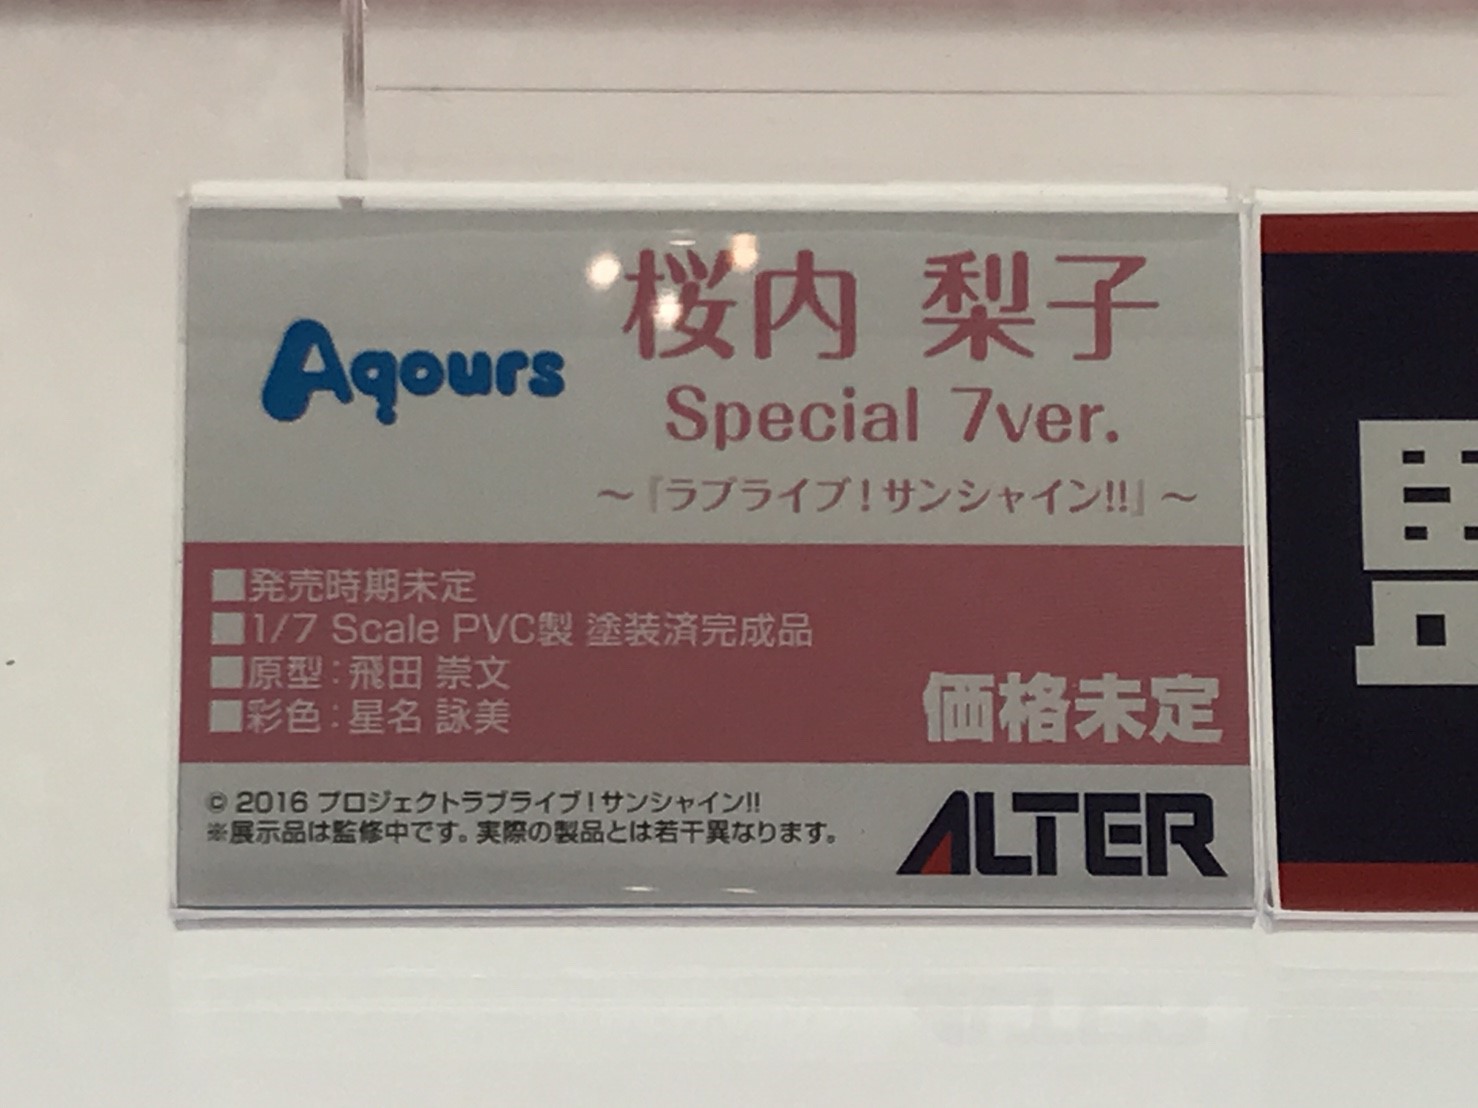 Aqours
桜内 梨子
Special 7ver.
～『ラブライブ！サンシャイン!!』～
■発売時期未定
■1/7 Scale PVC製 塗装済完成品
■原型：飛田 崇文
■彩色：星名 詠美
価格未定
© 2016 プロジェクトラブライブ！サンシャイン!!
※展示品は監修中です。実際の製品とは若干異なります。
ALTER